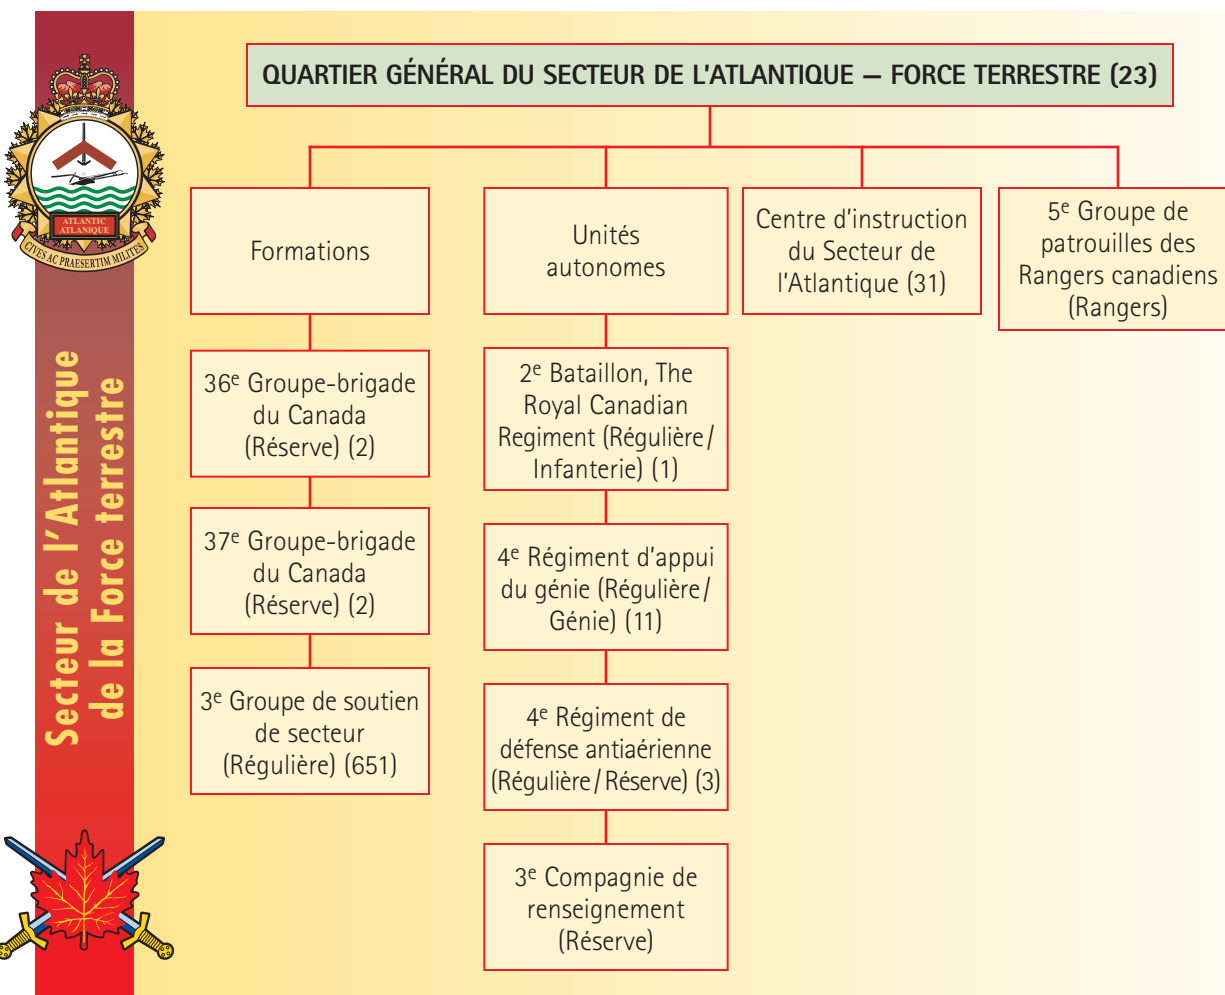 QUARTIER GÉNÉRAL DU SECTEUR DE L'ATLANTIQUE – FORCE TERRESTRE (23)
ATLANTIC
ATLANIQUE
CIVES AC PRAESERTIM MILITES
Secteur de l'Atlantique
de la Force terrestre
Formations
36e Groupe-brigade
du Canada
(Réserve) (2)
37e Groupe-brigade
du Canada
(Réserve) (2)
3e Groupe de soutien
de secteur
(Régulière) (651)
Unités
autonomes
2e Bataillon, The
Royal Canadian
Regiment (Régulière/
Infanterie) (1)
4e Régiment d'appui
du génie (Régulière/
Génie) (11)
4e Régiment de
défense antiaérienne
(Régulière/Réserve) (3)
3e Compagnie de
renseignement
(Réserve)
Centre d'instruction
du Secteur de
l'Atlantique (31)
5e Groupe de
patrouilles des
Rangers canadiens
(Rangers)